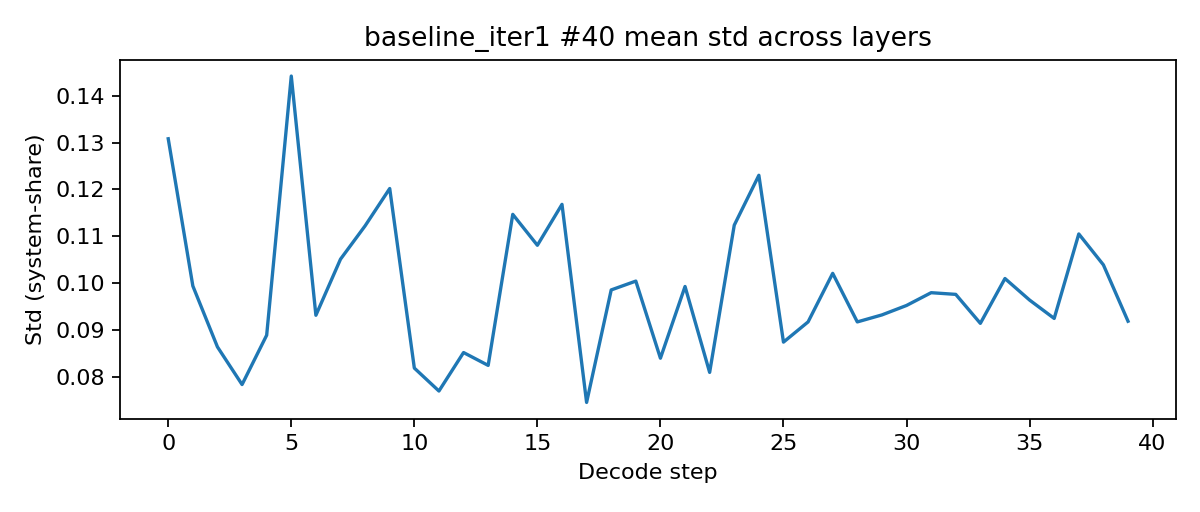 baseline_iter1 #40 mean std across layers
Std (system-share)
0.14
0.13
0.12
0.11
0.10
0.09
0.08
0 5 10 15 20 25 30 35 40
Decode step